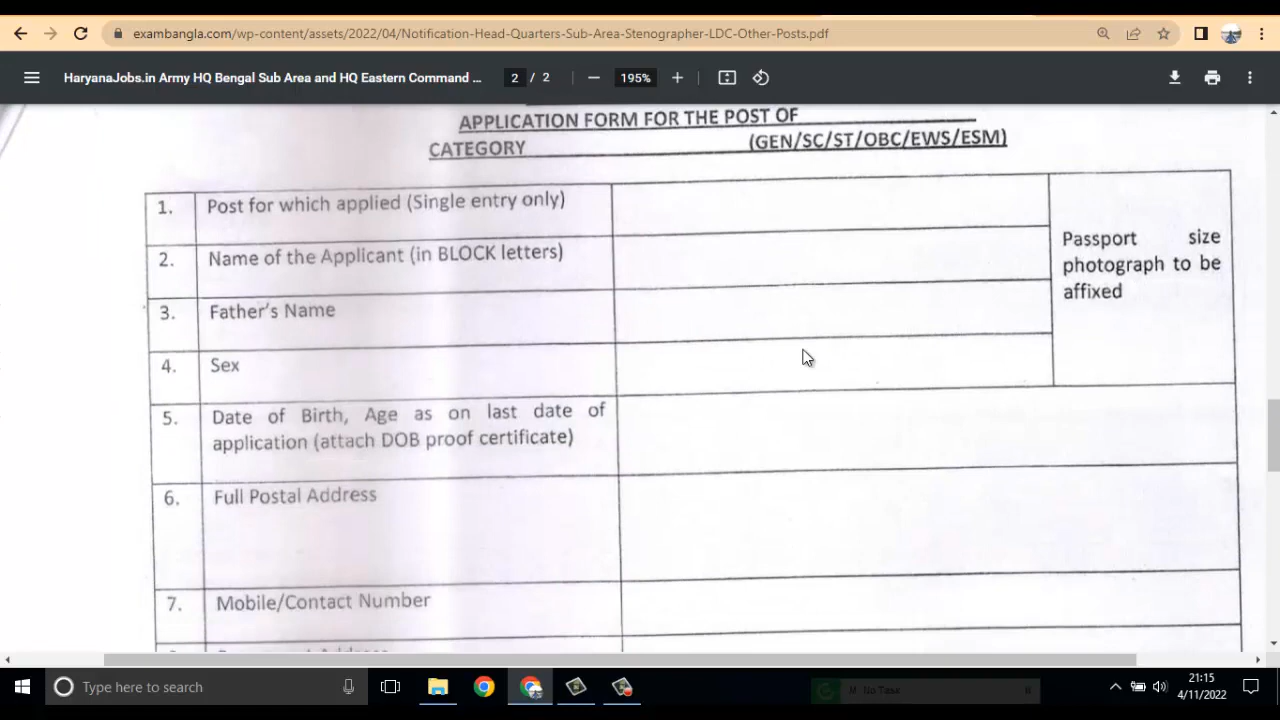 exambangla.com/wp-content/assets/2022/04/Notification-Head-Quarters-Sub-Area-Stenographer-LDC-Other-Posts.pdf
HaryanaJobs.in Army HQ Bengal Sub Area and HQ Eastern Command ...
2 / 2
195%
APPLICATION FORM FOR THE POST OF
CATEGORY (GEN/SC/ST/OBC/EWS/ESM)
1. Post for which applied (Single entry only)
2. Name of the Applicant (in BLOCK letters)
3. Father's Name
4. Sex
Passport size
photograph to be
affixed
5. Date of Birth, Age as on last date of
application (attach DOB proof certificate)
6. Full Postal Address
7. Mobile/Contact Number
Type here to search
21:15
4/11/2022